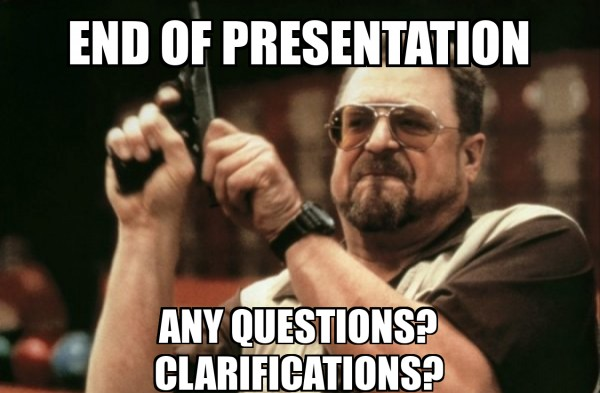 END OF PRESENTATION
ANY QUESTIONS?
CLARIFICATIONS?